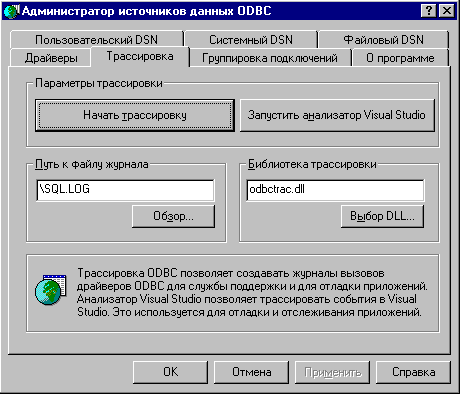 Администратор источников данных ODBC
Пользовательский DSN Системный DSN Файловый DSN
Драйверы Трассировка Группировка подключений О программе
Параметры трассировки
Начать трассировку Запустить анализатор Visual Studio
Путь к файлу журнала Библиотека трассировки
\SQL.LOG odbctrac.dll
Обзор... Выбор DLL...
Трассировка ODBC позволяет создавать журналы вызовов
драйверов ODBC для службы поддержки и для отладки приложений.
Анализатор Visual Studio позволяет трассировать события в Visual
Studio. Это используется для отладки и отслеживания приложений.
OK Отмена Применить Справка